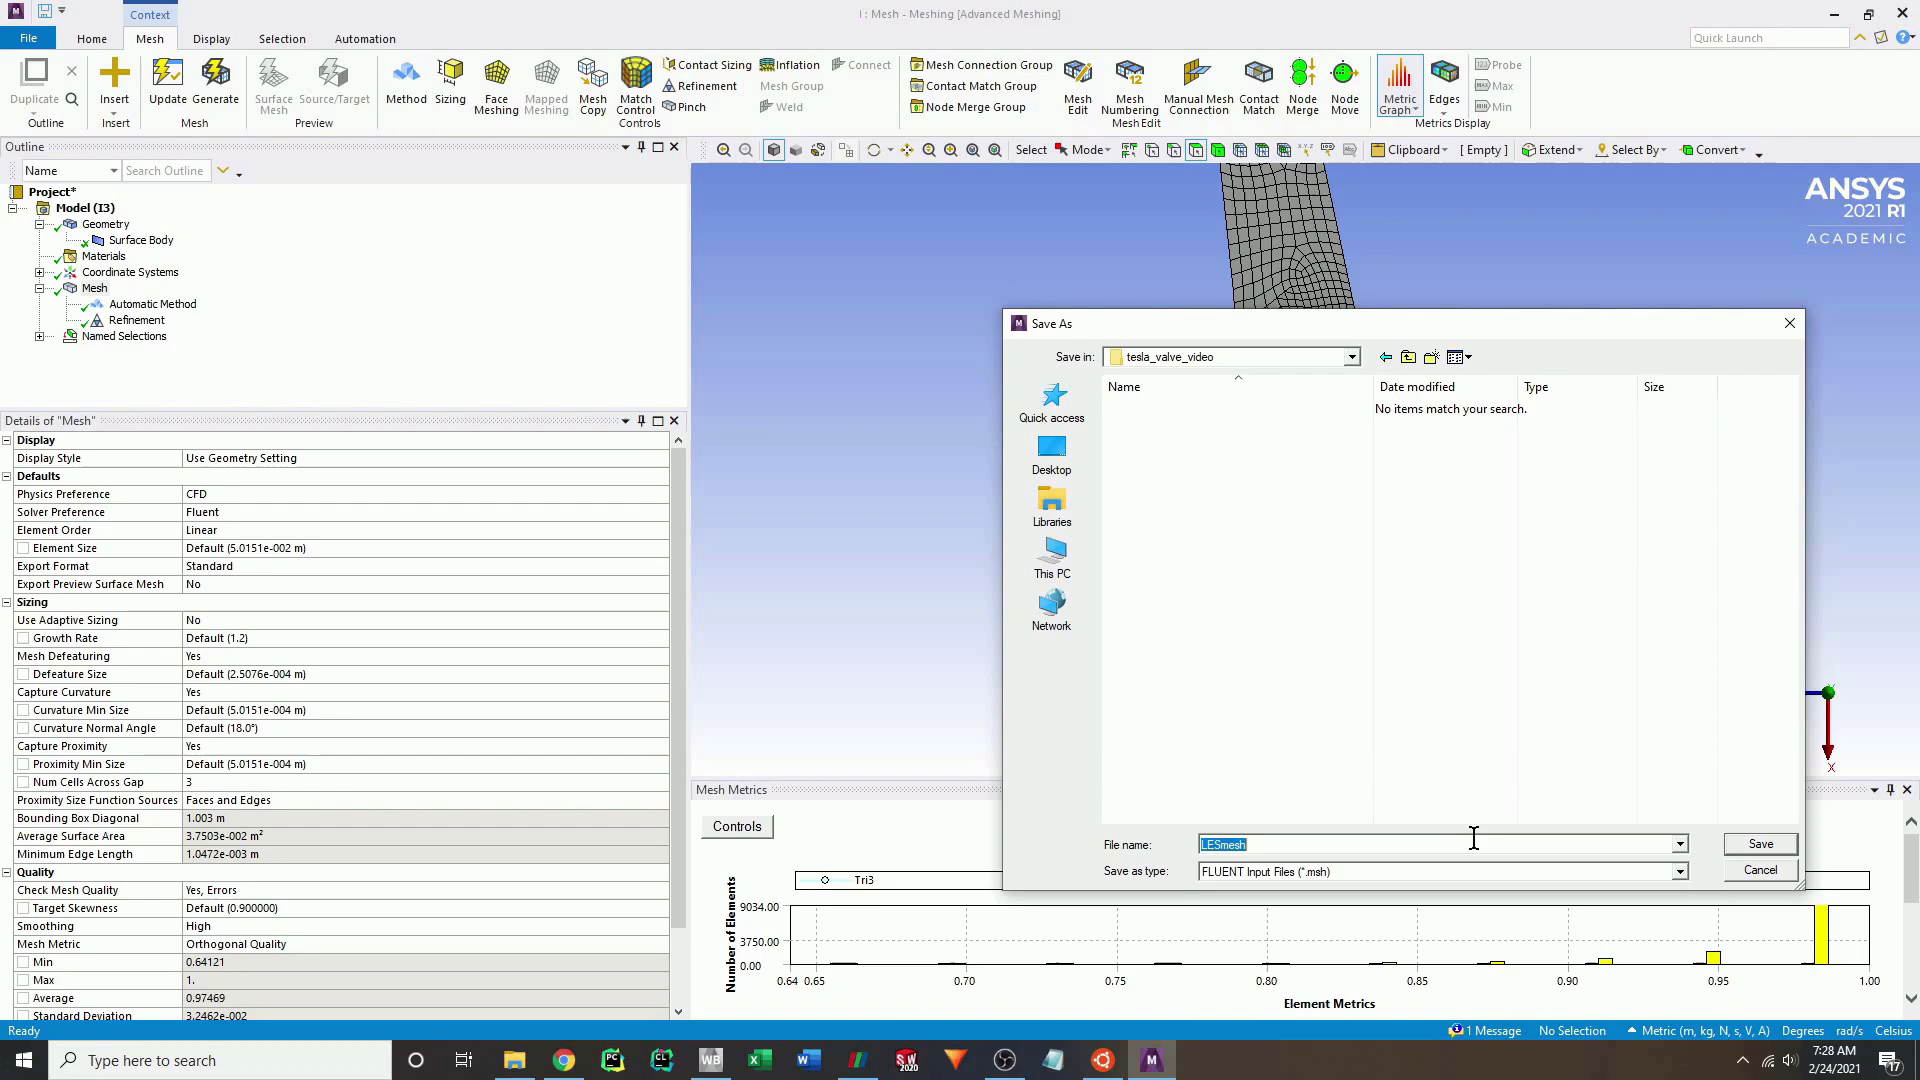 Context
I : Mesh - Meshing [Advanced Meshing]
File
Home
Mesh
Display
Selection
Automation
Quick Launch
Duplicate
Outline
Insert
Insert
Update
Generate
Mesh
Surface Mesh
Source/Target
Preview
Method
Sizing
Face Meshing
Mapped Meshing
Mesh Copy
Match Control
Contact Sizing
Refinement
Pinch
Inflation
Mesh Group
Weld
Connect
Controls
Mesh Connection Group
Contact Match Group
Node Merge Group
Mesh Edit
Mesh Numbering
Manual Mesh Connection
Contact Match
Node Merge
Node Move
Mesh Edit
Metric Graph
Edges
Probe
Max
Min
Metrics Display
Outline
Select
Mode
Clipboard
[ Empty ]
Extend
Select By
Convert
Name
Search Outline
Project*
Model (I3)
Geometry
Surface Body
Materials
Coordinate Systems
Mesh
Automatic Method
Refinement
Named Selections
ANSYS
2021 R1
ACADEMIC
Details of "Mesh"
Display
Display Style Use Geometry Setting
Defaults
Physics Preference CFD
Solver Preference Fluent
Element Order Linear
Element Size Default (5.0151e-002 m)
Export Format Standard
Export Preview Surface Mesh No
Sizing
Use Adaptive Sizing No
Growth Rate Default (1.2)
Mesh Defeaturing Yes
Defeature Size Default (2.5076e-004 m)
Capture Curvature Yes
Curvature Min Size Default (5.0151e-004 m)
Curvature Normal Angle Default (18.0°)
Capture Proximity Yes
Proximity Min Size Default (5.0151e-004 m)
Num Cells Across Gap 3
Proximity Size Function Sources Faces and Edges
Bounding Box Diagonal 1.003 m
Average Surface Area 3.7503e-002 m²
Minimum Edge Length 1.0472e-003 m
Quality
Check Mesh Quality Yes, Errors
Target Skewness Default (0.900000)
Smoothing High
Mesh Metric Orthogonal Quality
Min 0.64121
Max 1.
Average 0.97469
Standard Deviation 3.2462e-002
Save As
Save in: tesla_valve_video
Name Date modified Type Size
No items match your search.
Quick access
Desktop
Libraries
This PC
Network
File name: LESmesh
Save
Save as type: FLUENT Input Files (*.msh)
Cancel
X
Mesh Metrics
Controls
Tri3
Number of Elements
9034.00
3750.00
0.00
0.64 0.65 0.70 0.75 0.80 0.85 0.90 0.95 1.00
Element Metrics
Ready
1 Message
No Selection
Metric (m, kg, N, s, V, A)
Degrees
rad/s
Celsius
Type here to search
7:28 AM
2/24/2021
17